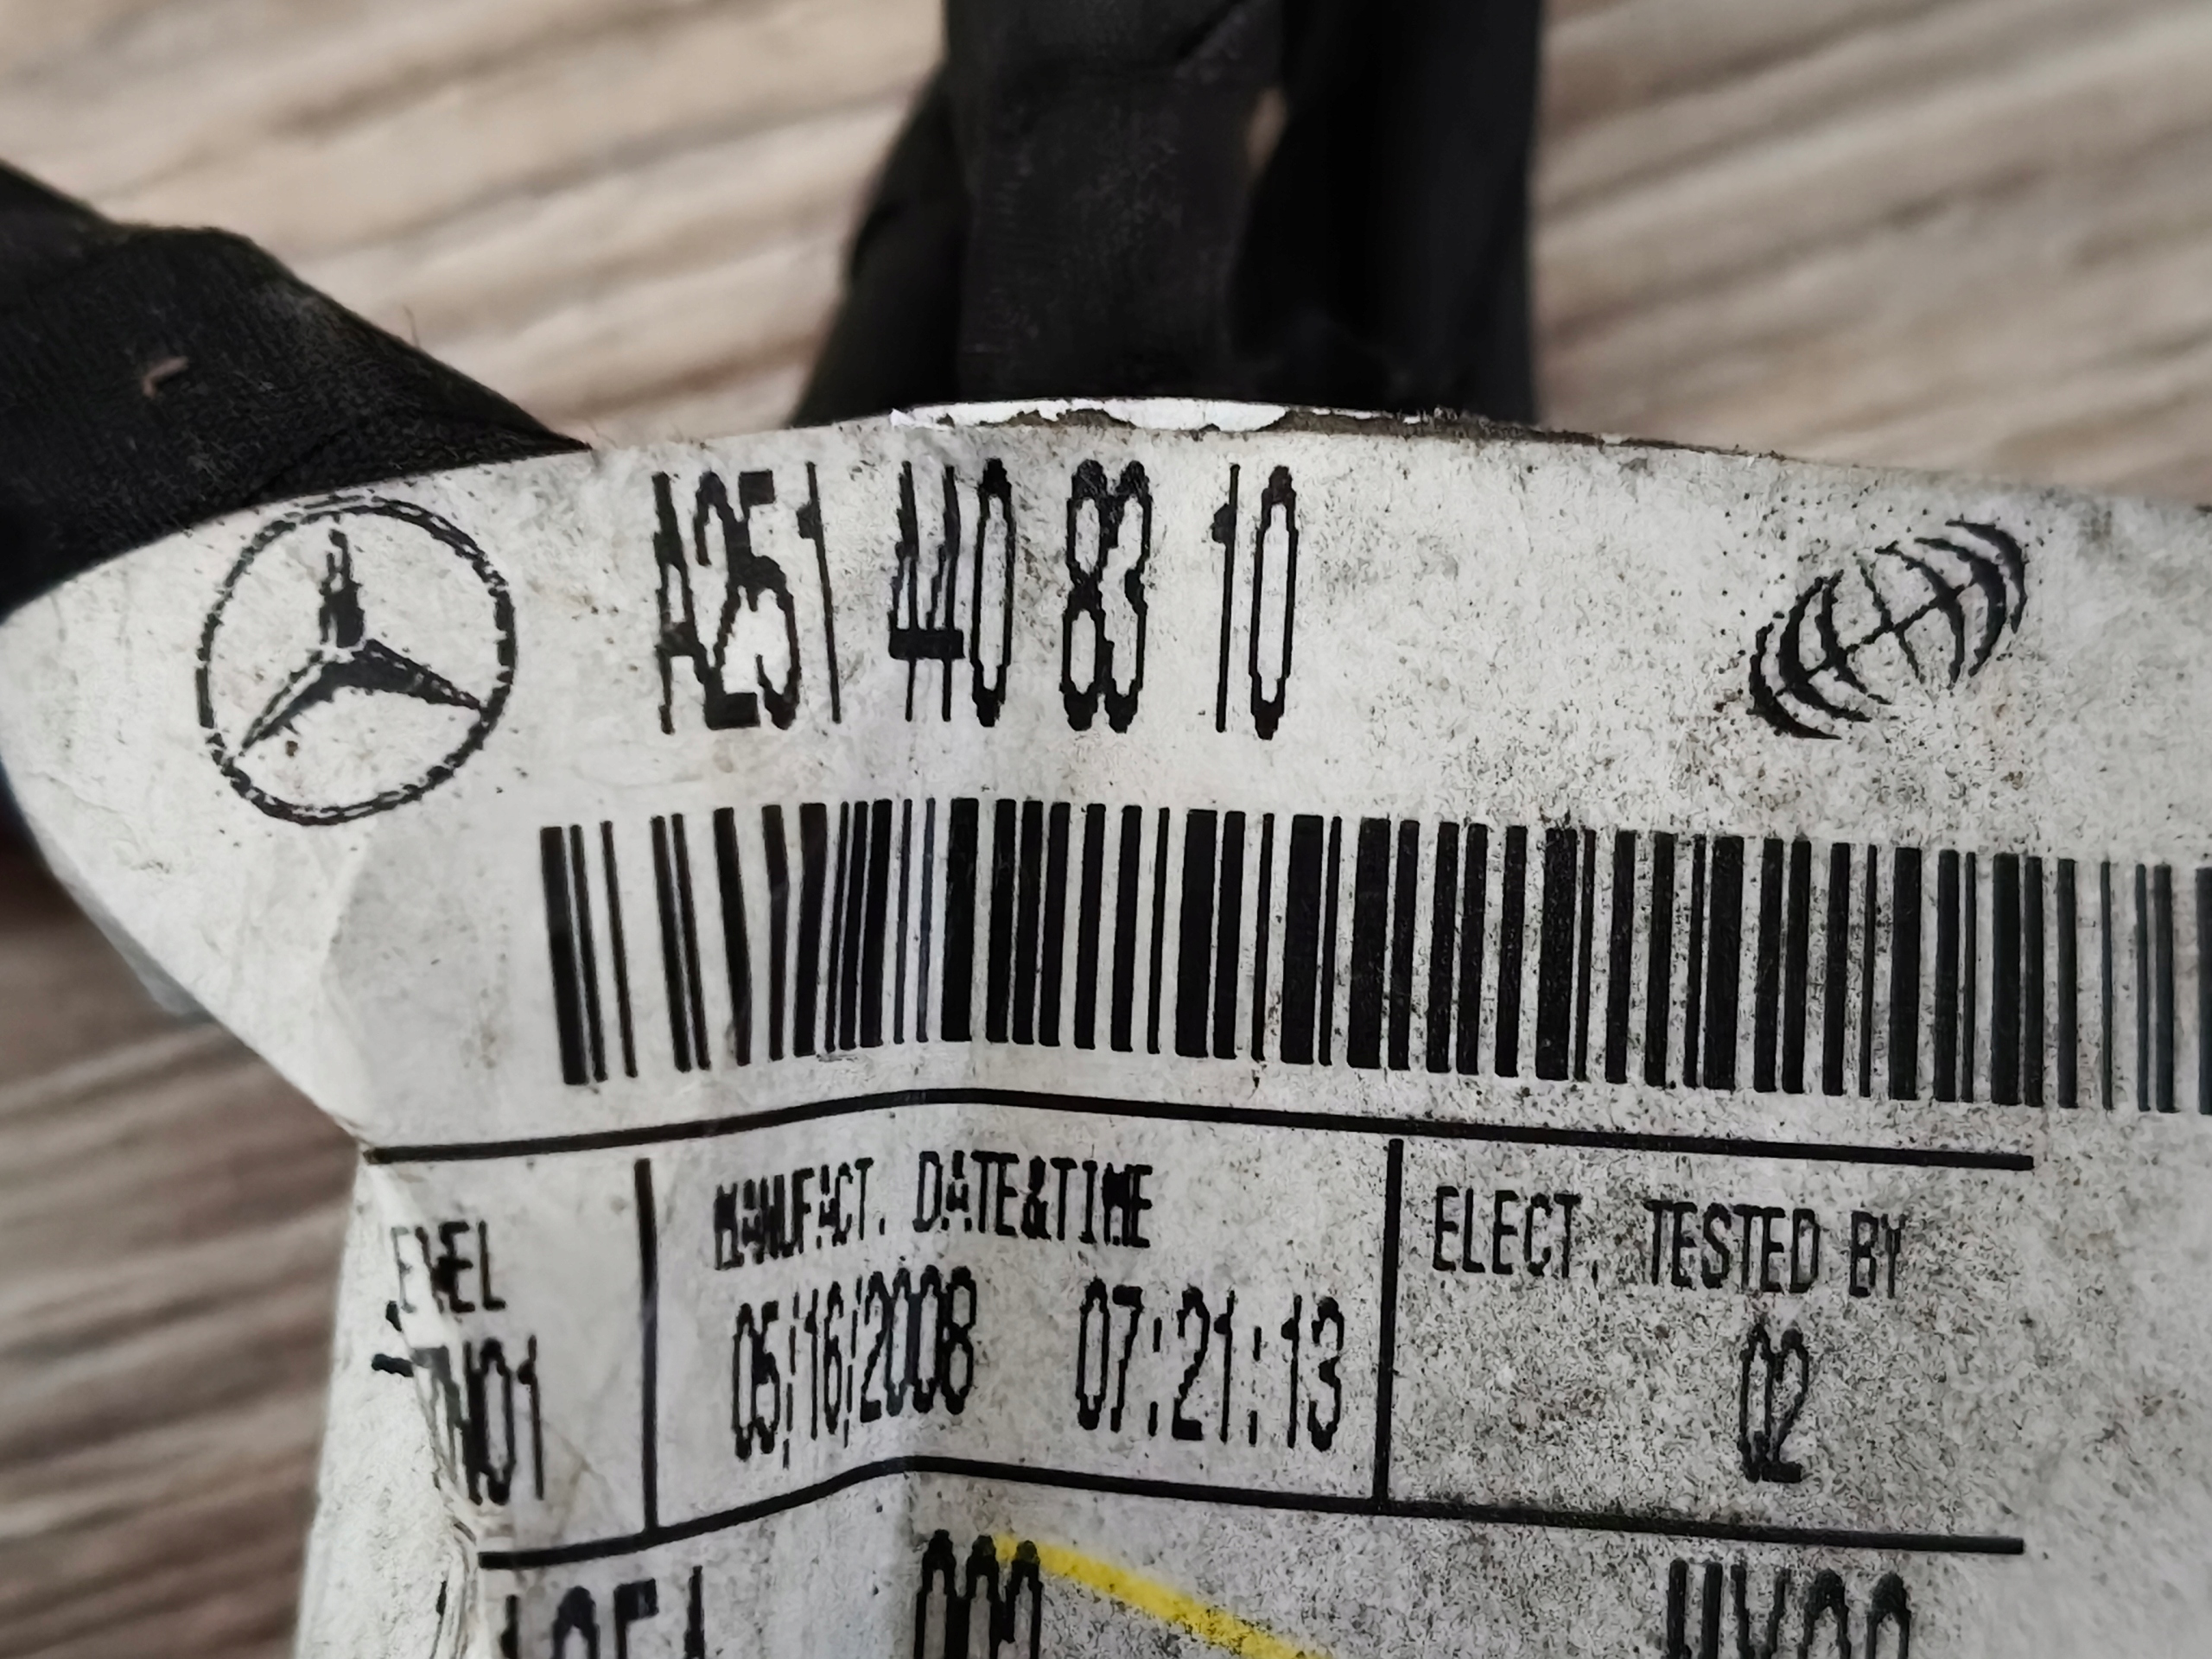 A251 440 83 10
MANUFACT. DATE&TIME
ELECT. TESTED BY
05/16/2008 07:21:13
02